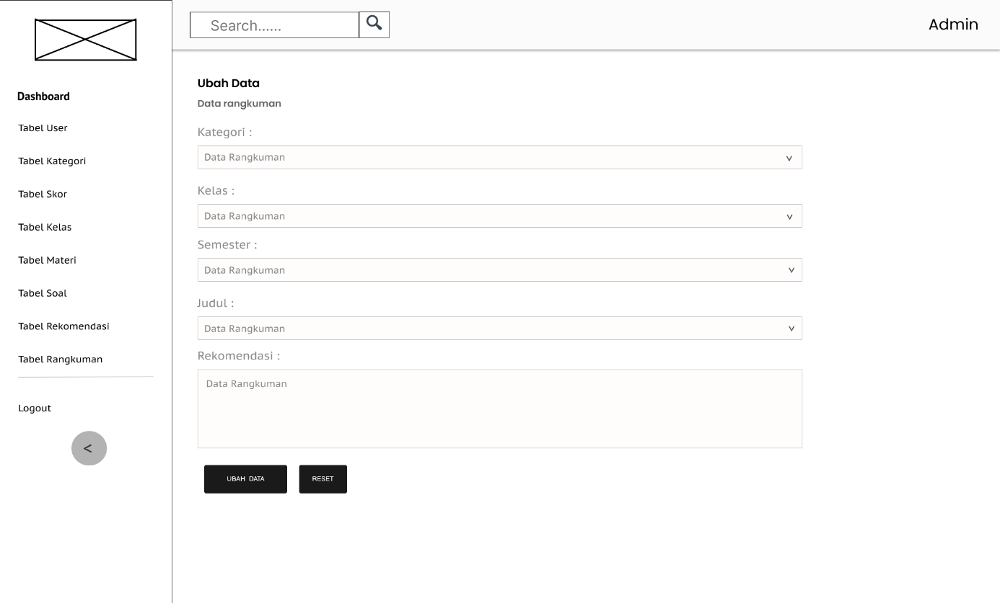 Search......
Admin
Dashboard
Tabel User
Tabel Kategori
Tabel Skor
Tabel Kelas
Tabel Materi
Tabel Soal
Tabel Rekomendasi
Tabel Rangkuman
Logout
<
Ubah Data
Data rangkuman
Kategori :
Data Rangkuman v
Kelas :
Data Rangkuman v
Semester :
Data Rangkuman v
Judul :
Data Rangkuman v
Rekomendasi :
Data Rangkuman
UBAH DATA
RESET